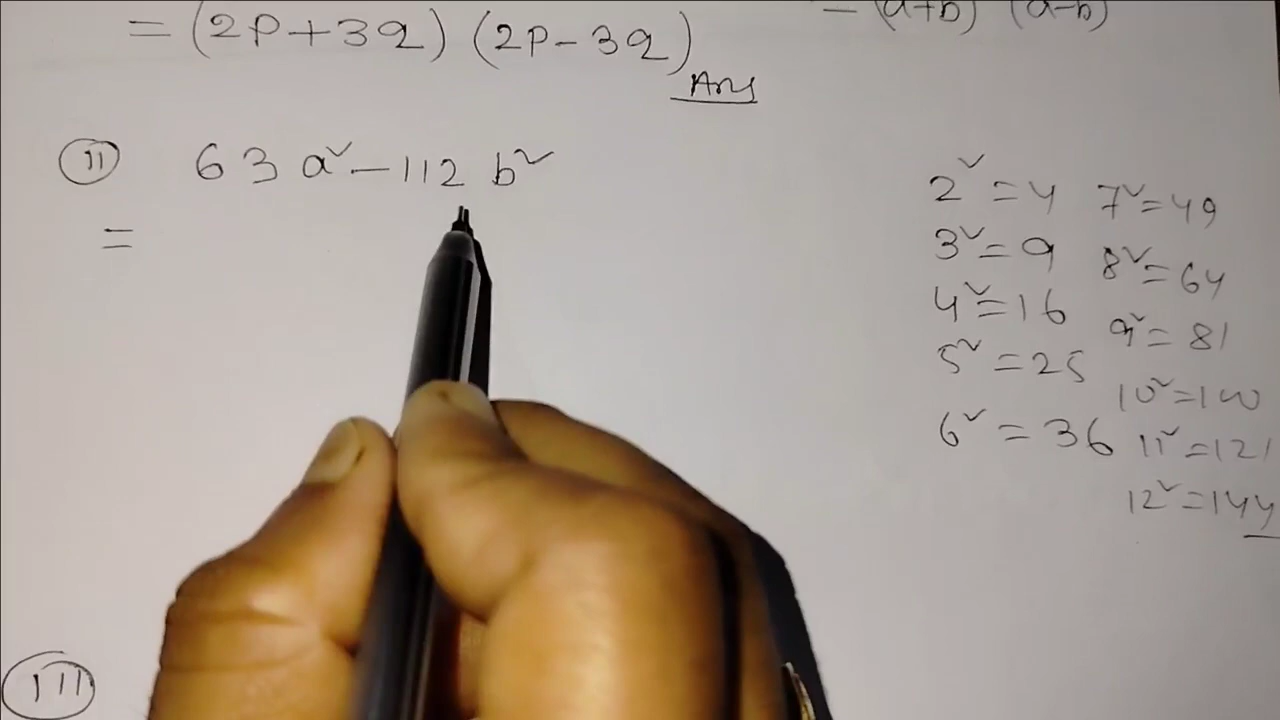 = (2p+3q) (2p-3q)
= (a+b) (a-b)
Ans
(ii) 63a²-112b²
=
2²=4 7²=49
3²=9 8²=64
4²=16 9²=81
5²=25 10²=100
6²=36 11²=121
12²=144
(iii)